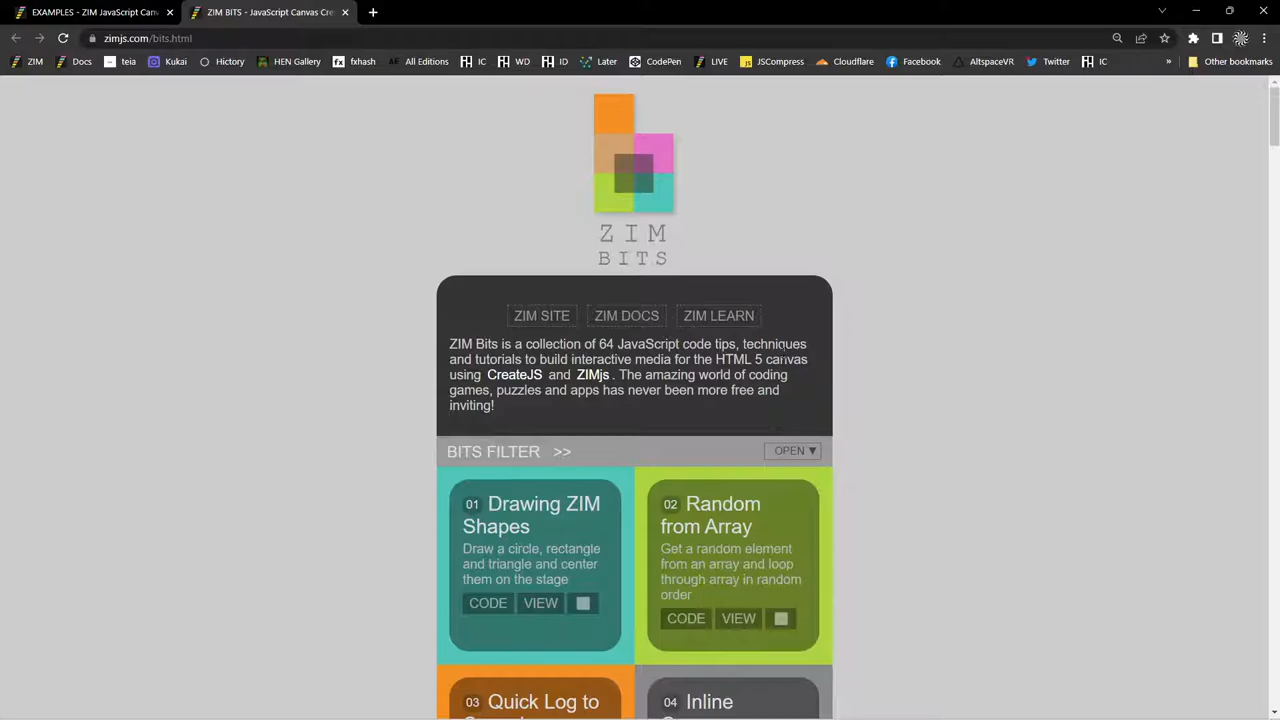 EXAMPLES - ZIM JavaScript Canv
ZIM BITS - JavaScript Canvas Cre
zimjs.com/bits.html
ZIM Docs teia Kukai Hictory HEN Gallery fxhash All Editions IC WD ID Later CodePen LIVE JSCompress Cloudflare Facebook AltspaceVR Twitter IC » Other bookmarks
ZIM
BITS
ZIM SITE ZIM DOCS ZIM LEARN
ZIM Bits is a collection of 64 JavaScript code tips, techniques
and tutorials to build interactive media for the HTML 5 canvas
using CreateJS and ZIMjs. The amazing world of coding
games, puzzles and apps has never been more free and
inviting!
BITS FILTER >> OPEN ▼
01 Drawing ZIM
Shapes
Draw a circle, rectangle
and triangle and center
them on the stage
CODE VIEW
02 Random
from Array
Get a random element
from an array and loop
through array in random
order
CODE VIEW
03 Quick Log to
04 Inline